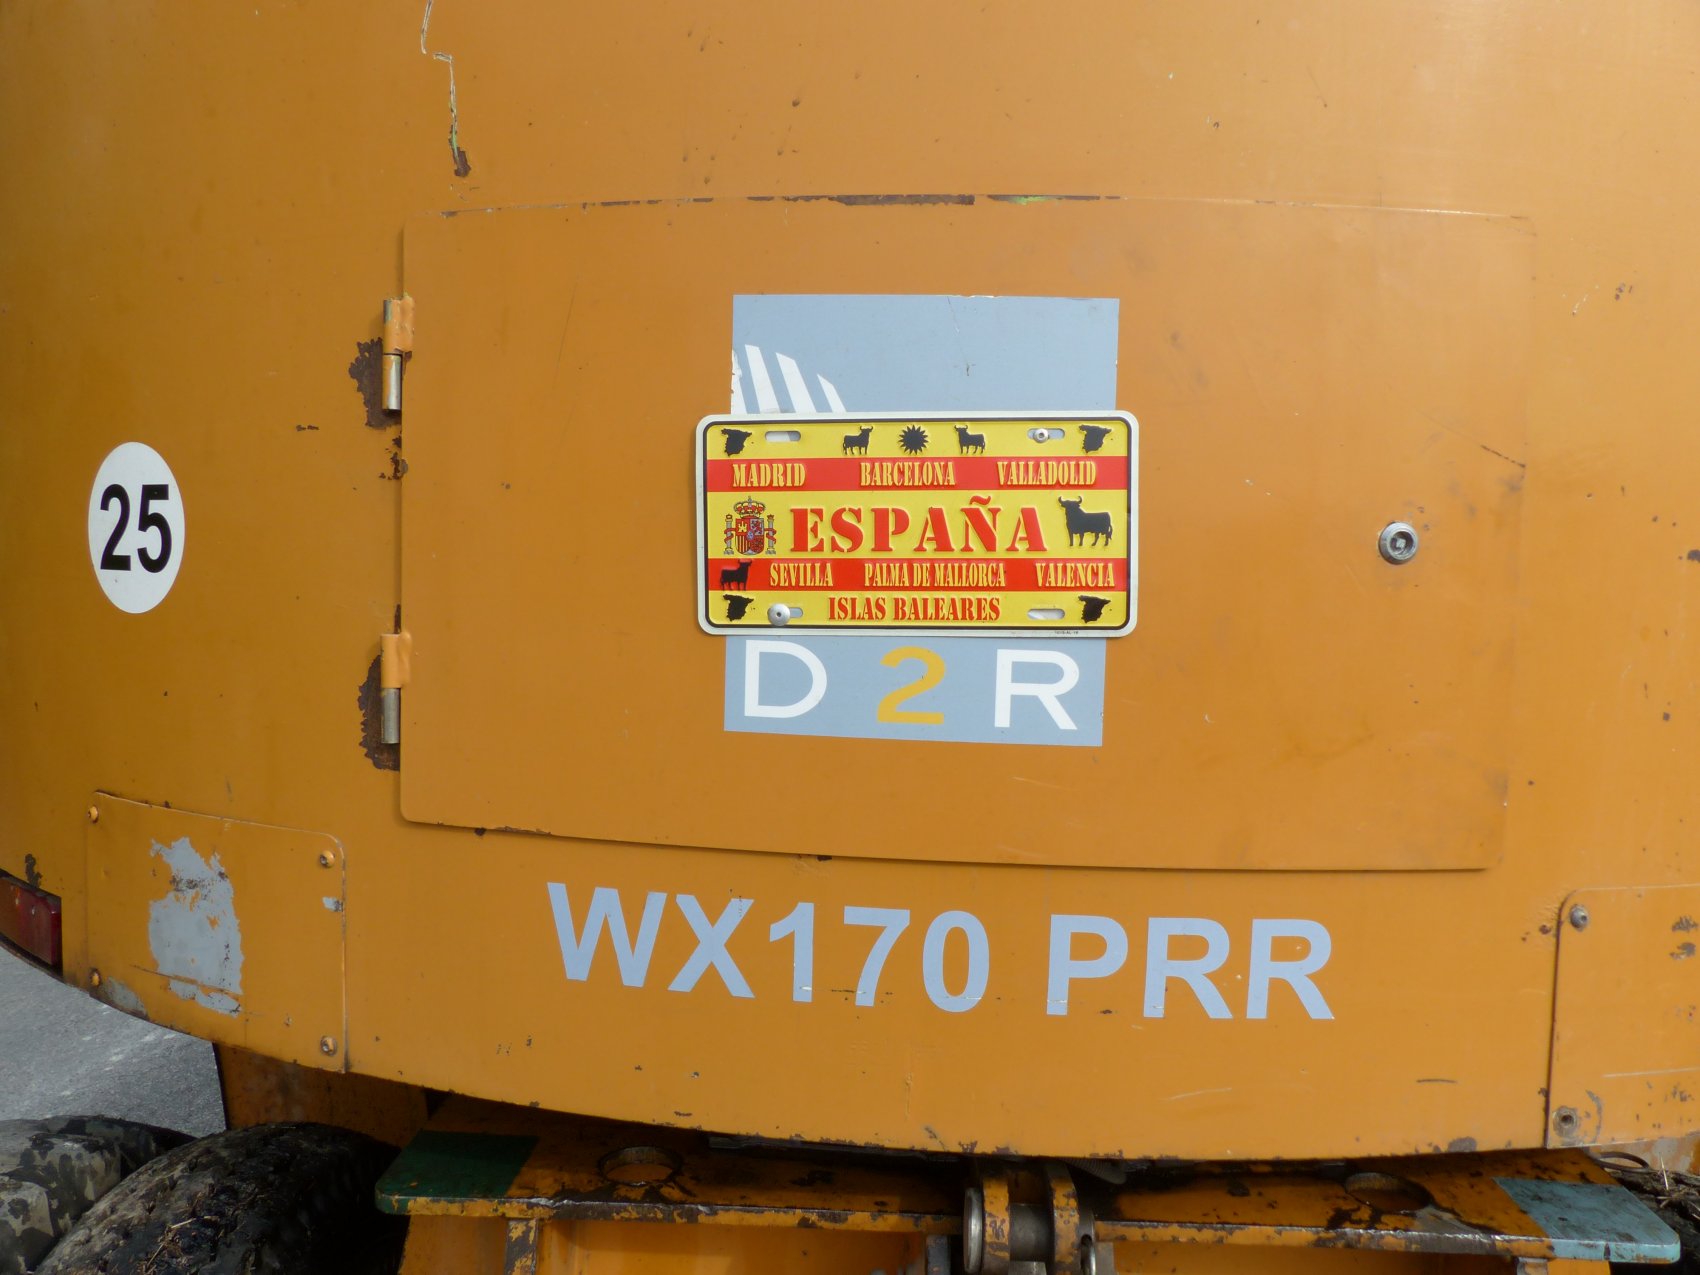 25
MADRID BARCELONA VALLADOLID
ESPAÑA
SEVILLA PALMA DE MALLORCA VALENCIA
ISLAS BALEARES
D2R
WX170 PRR